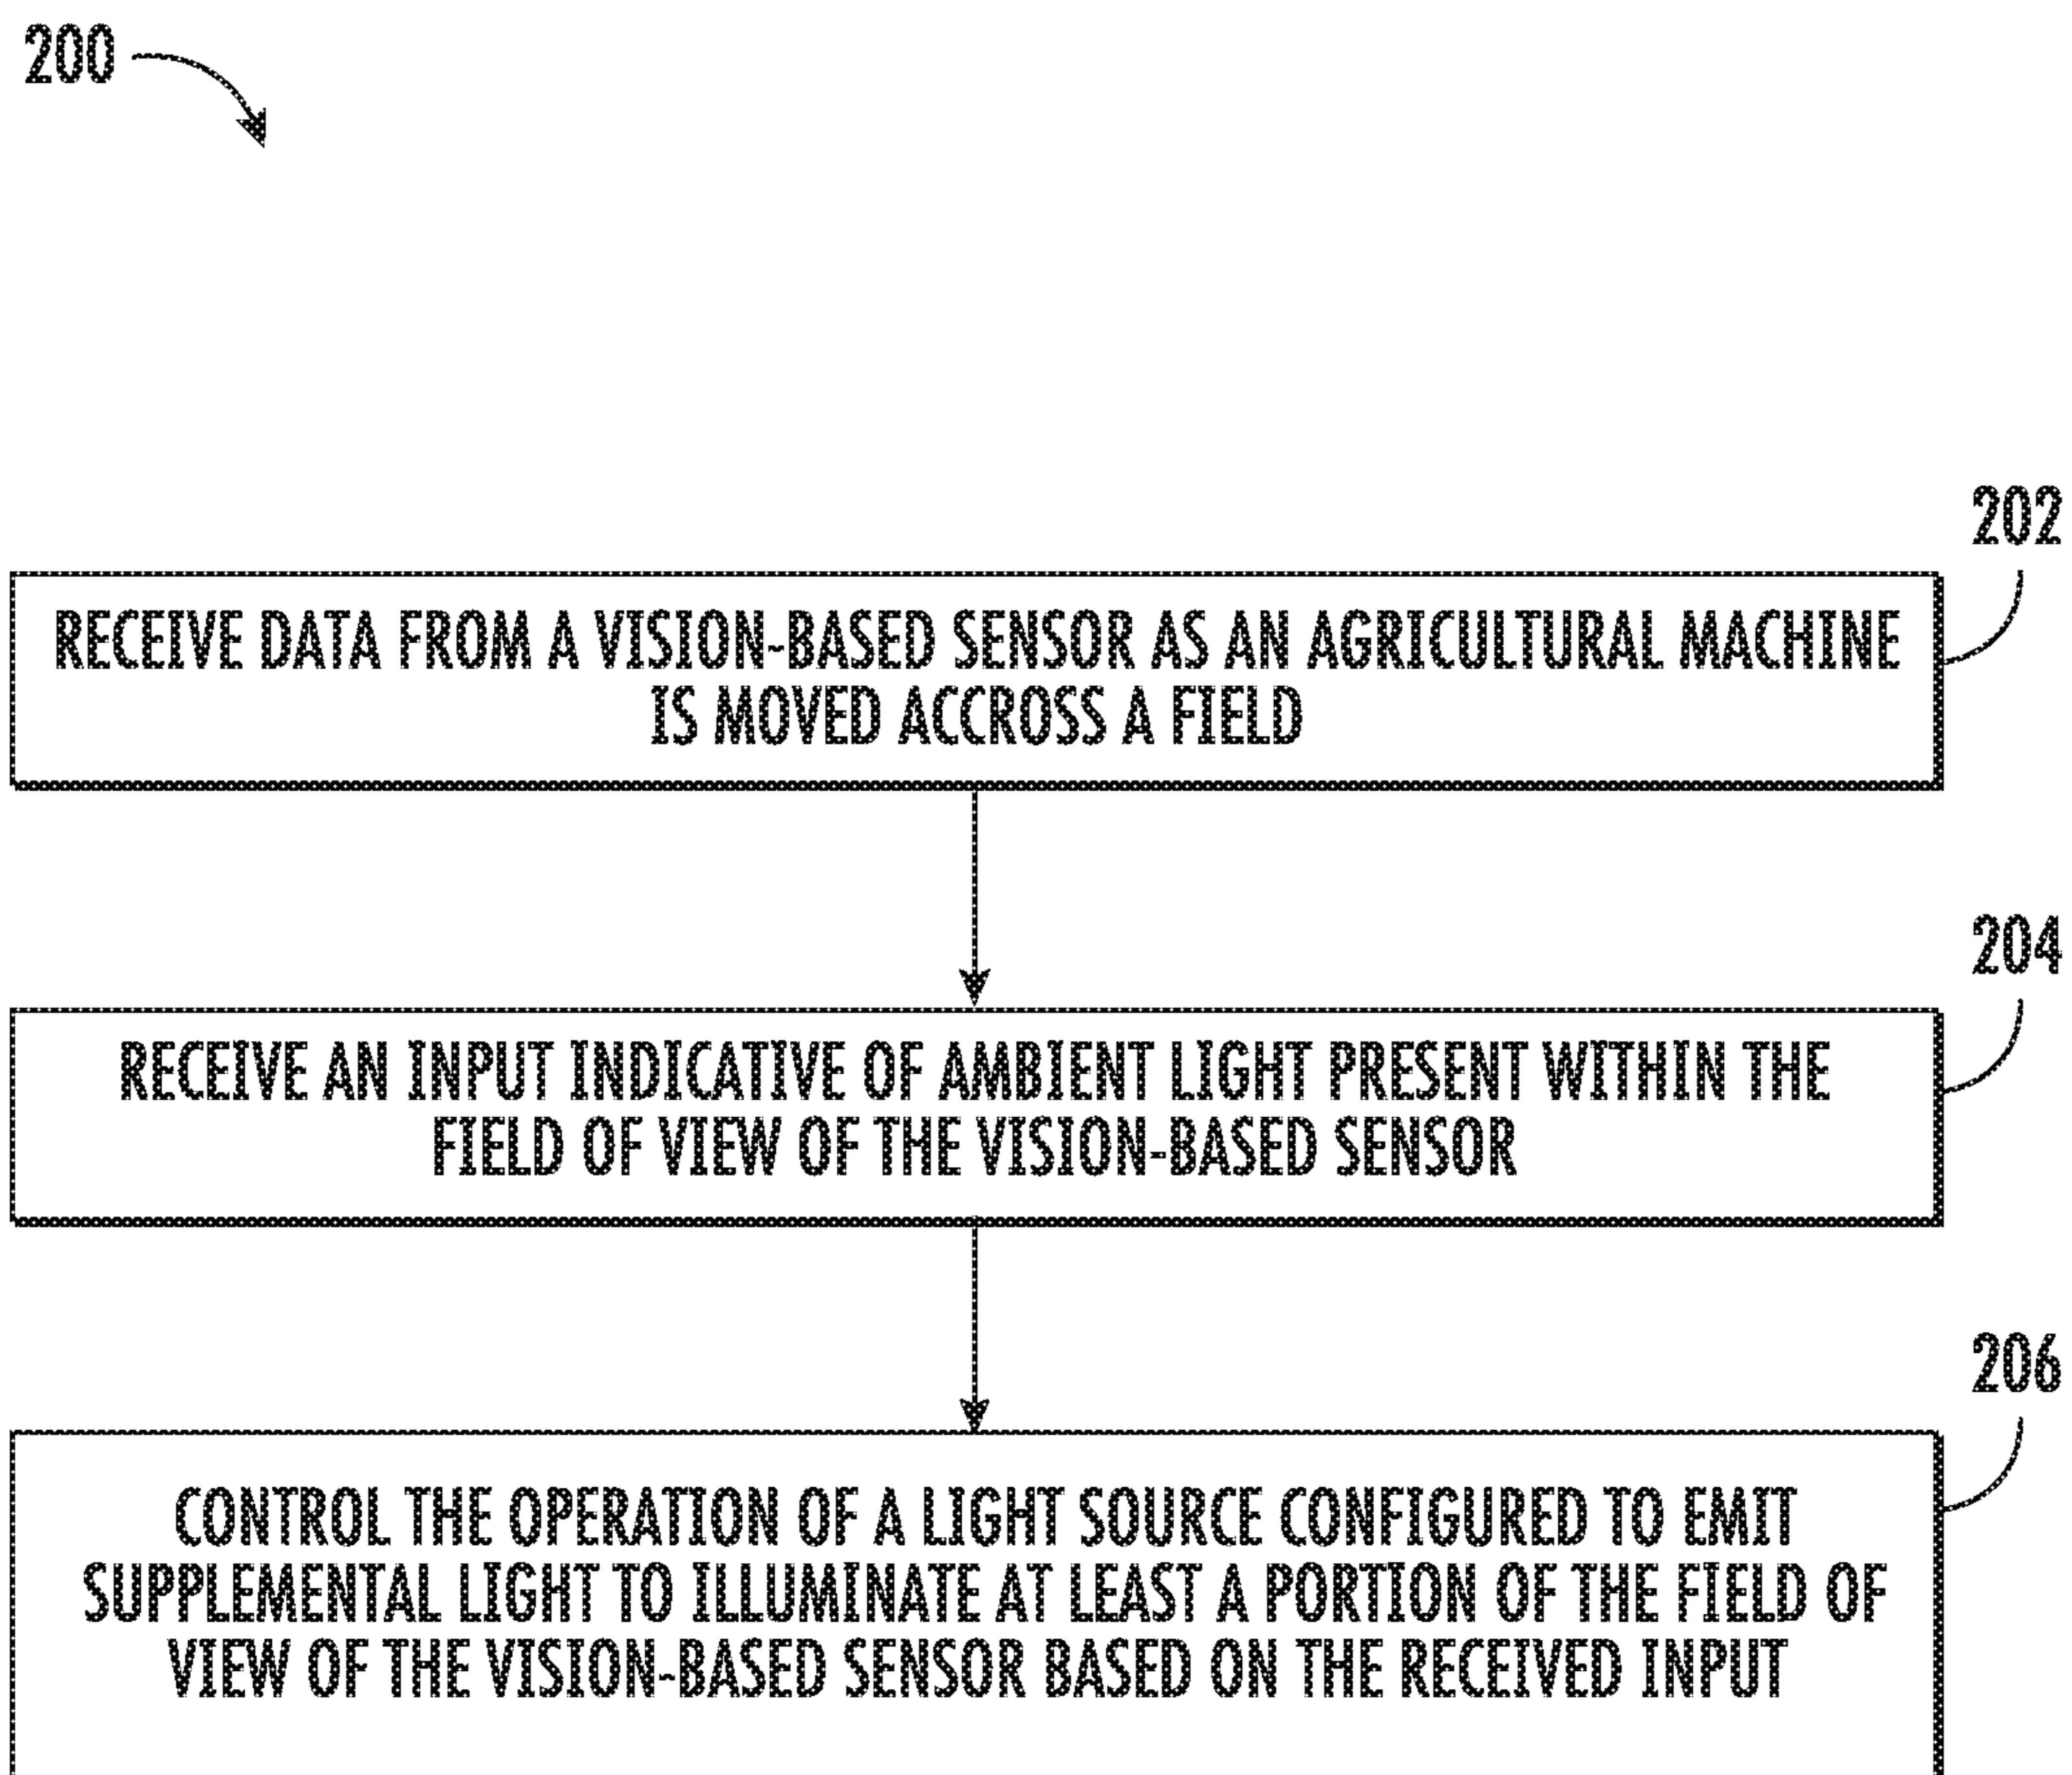 200
202
RECEIVE DATA FROM A VISION-BASED SENSOR AS AN AGRICULTURAL MACHINE
IS MOVED ACCROSS A FIELD
204
RECEIVE AN INPUT INDICATIVE OF AMBIENT LIGHT PRESENT WITHIN THE
FIELD OF VIEW OF THE VISION-BASED SENSOR
206
CONTROL THE OPERATION OF A LIGHT SOURCE CONFIGURED TO EMIT
SUPPLEMENTAL LIGHT TO ILLUMINATE AT LEAST A PORTION OF THE FIELD OF
VIEW OF THE VISION-BASED SENSOR BASED ON THE RECEIVED INPUT